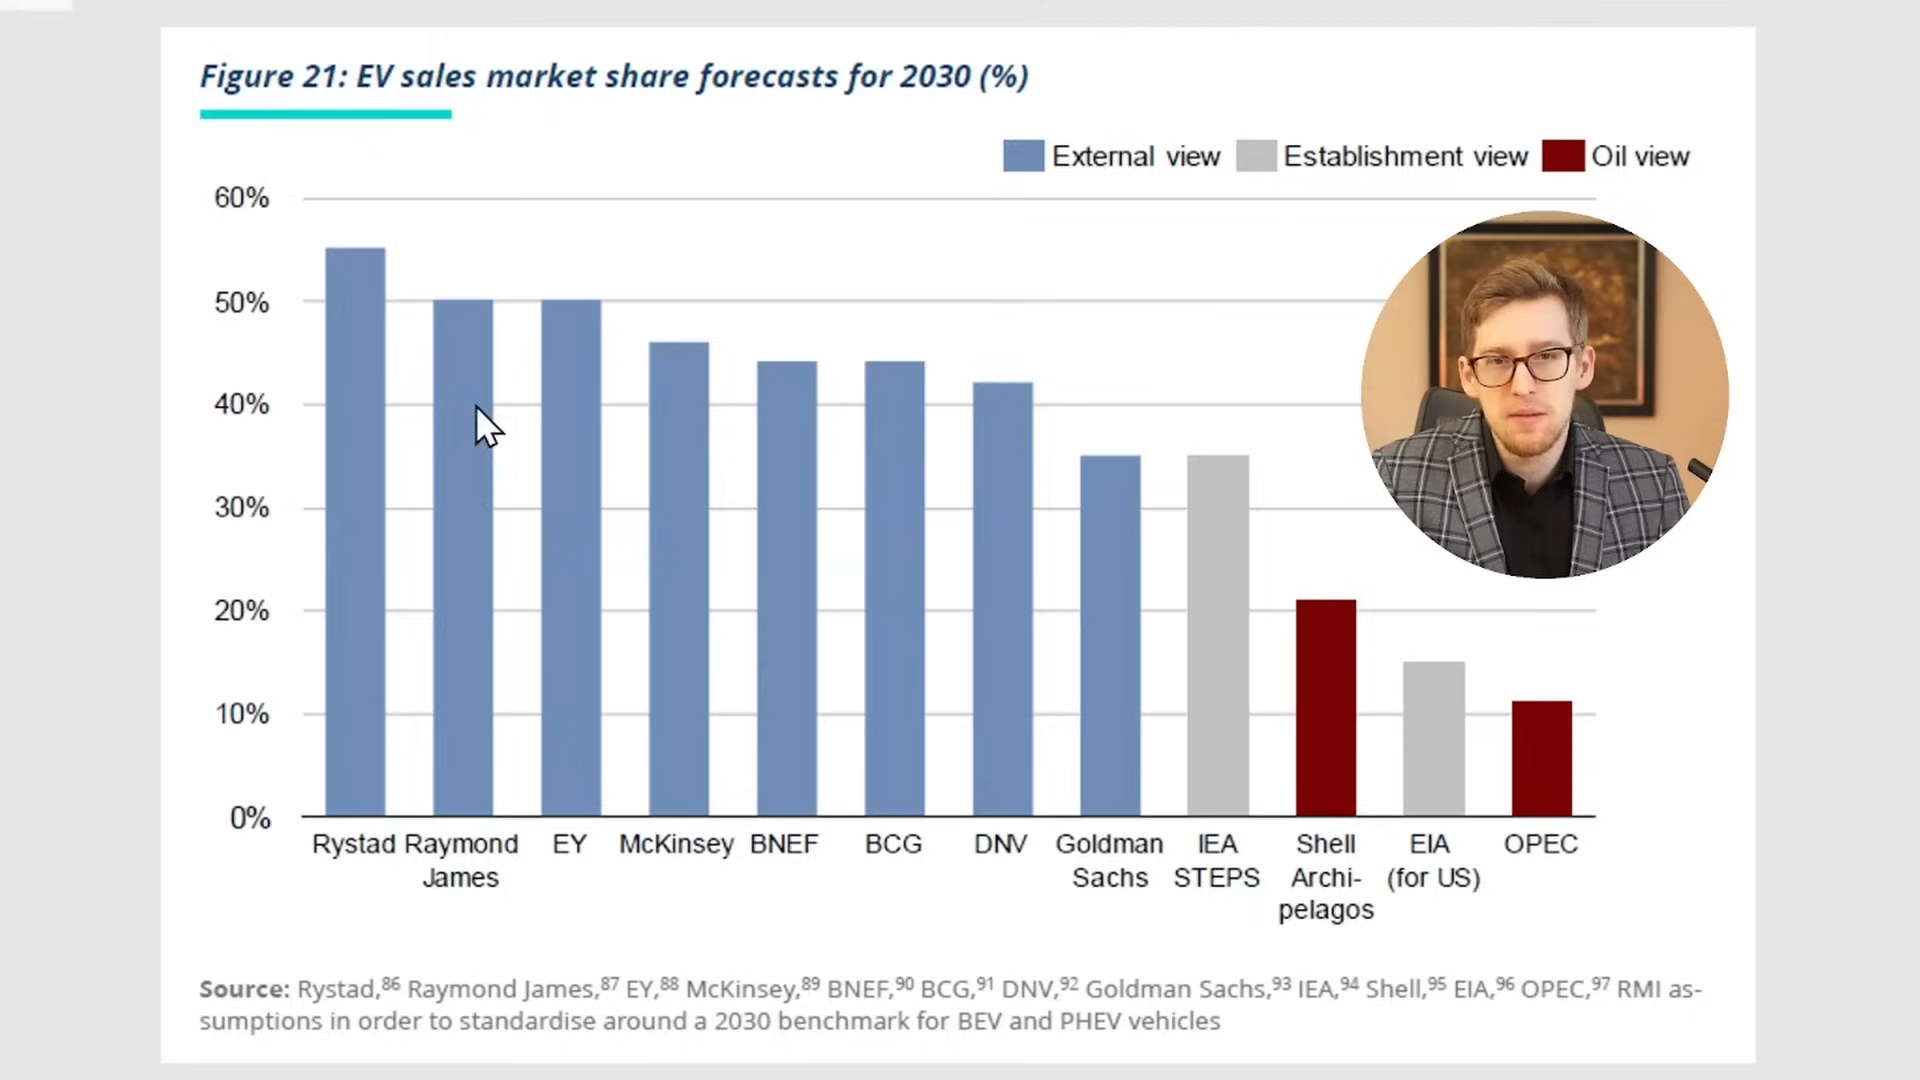 Figure 21: EV sales market share forecasts for 2030 (%)
External view Establishment view Oil view
60%
50%
40%
30%
20%
10%
0%
Rystad Raymond EY McKinsey BNEF BCG DNV Goldman IEA Shell EIA OPEC
James Sachs STEPS Archi- (for US)
pelagos
Source: Rystad,⁸⁶ Raymond James,⁸⁷ EY,⁸⁸ McKinsey,⁸⁹ BNEF,⁹⁰ BCG,⁹¹ DNV,⁹² Goldman Sachs,⁹³ IEA,⁹⁴ Shell,⁹⁵ EIA,⁹⁶ OPEC,⁹⁷ RMI as-
sumptions in order to standardise around a 2030 benchmark for BEV and PHEV vehicles